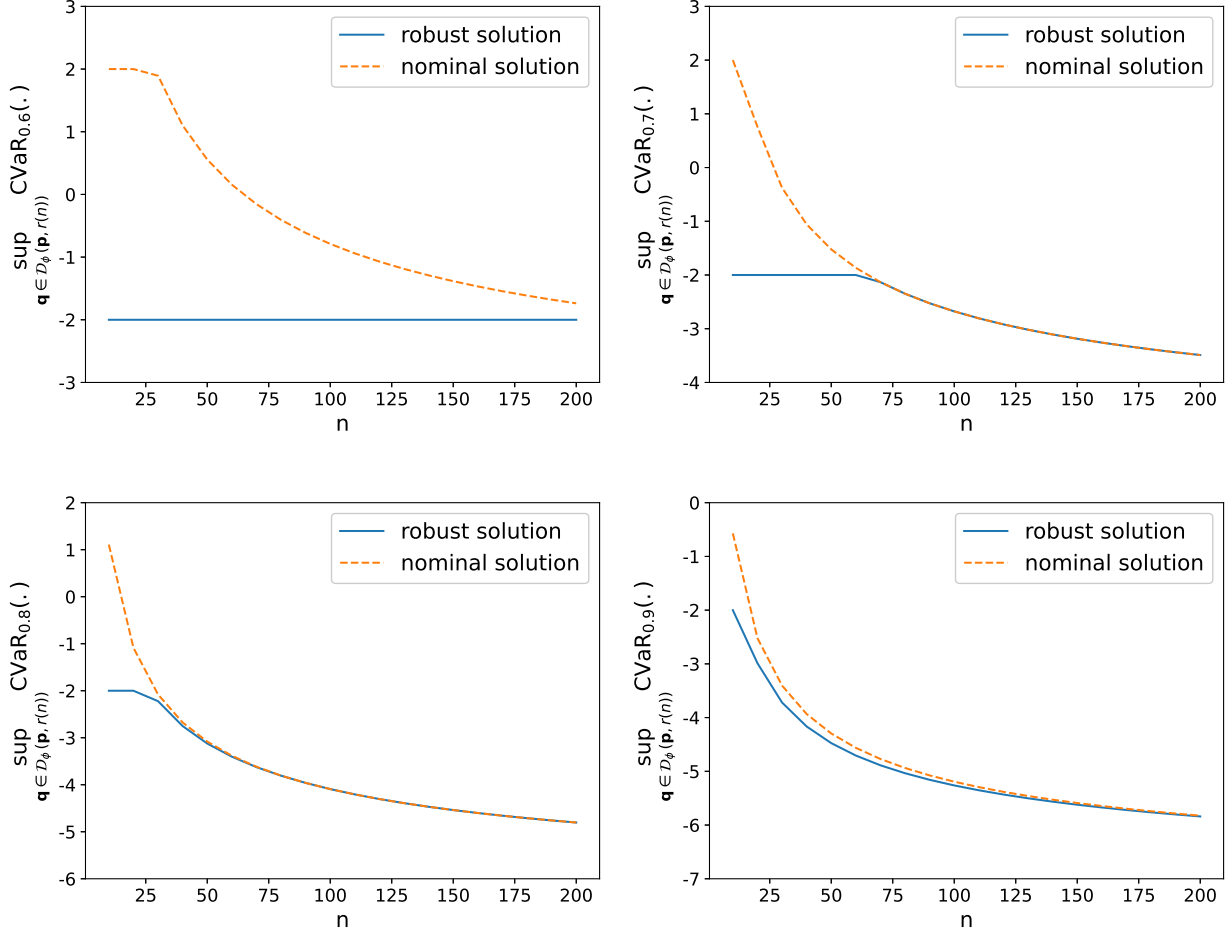 3
2
1
0
-1
-2
-3
25 50 75 100 125 150 175 200
n
sup CVaR0.6(.)
q ∈ 𝒟ϕ (p, r(n))
robust solution
nominal solution
3
2
1
0
-1
-2
-3
-4
25 50 75 100 125 150 175 200
n
sup CVaR0.7(.)
q ∈ 𝒟ϕ (p, r(n))
robust solution
nominal solution
2
1
0
-1
-2
-3
-4
-5
-6
25 50 75 100 125 150 175 200
n
sup CVaR0.8(.)
q ∈ 𝒟ϕ (p, r(n))
robust solution
nominal solution
0
-1
-2
-3
-4
-5
-6
-7
25 50 75 100 125 150 175 200
n
sup CVaR0.9(.)
q ∈ 𝒟ϕ (p, r(n))
robust solution
nominal solution